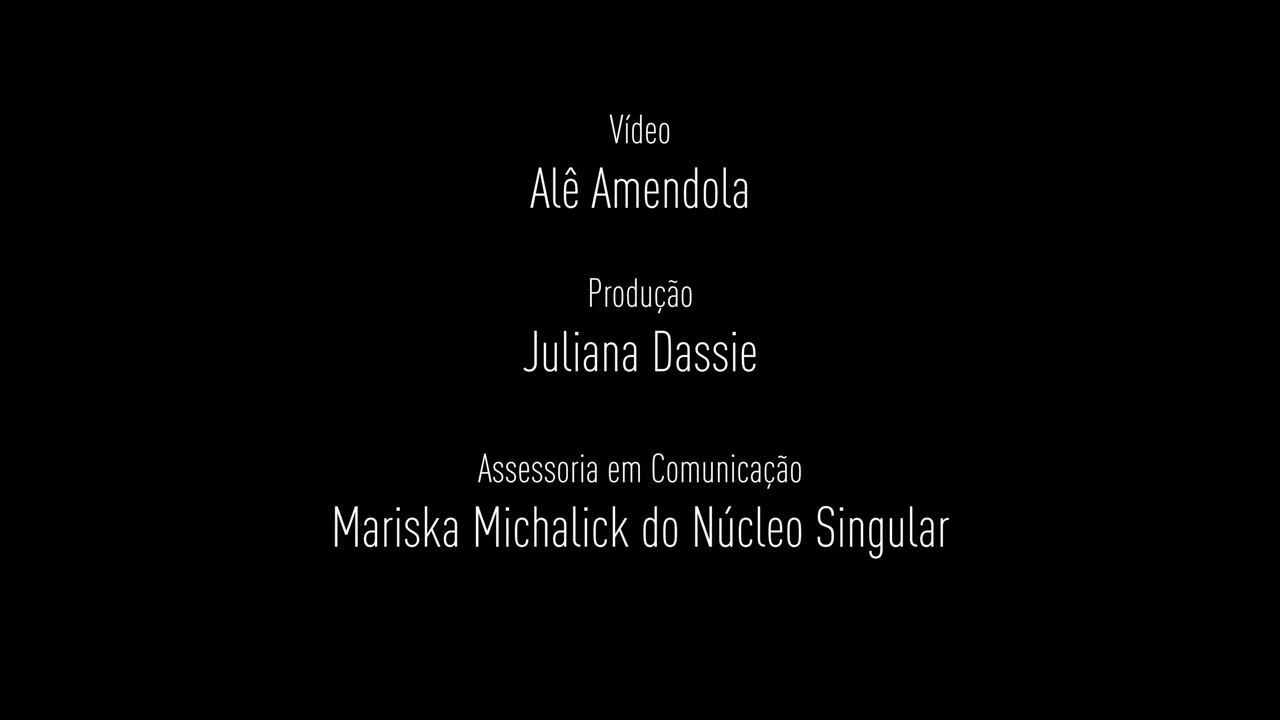 Vídeo
Alê Amendola
Produção
Juliana Dassie
Assessoria em Comunicação
Mariska Michalick do Núcleo Singular